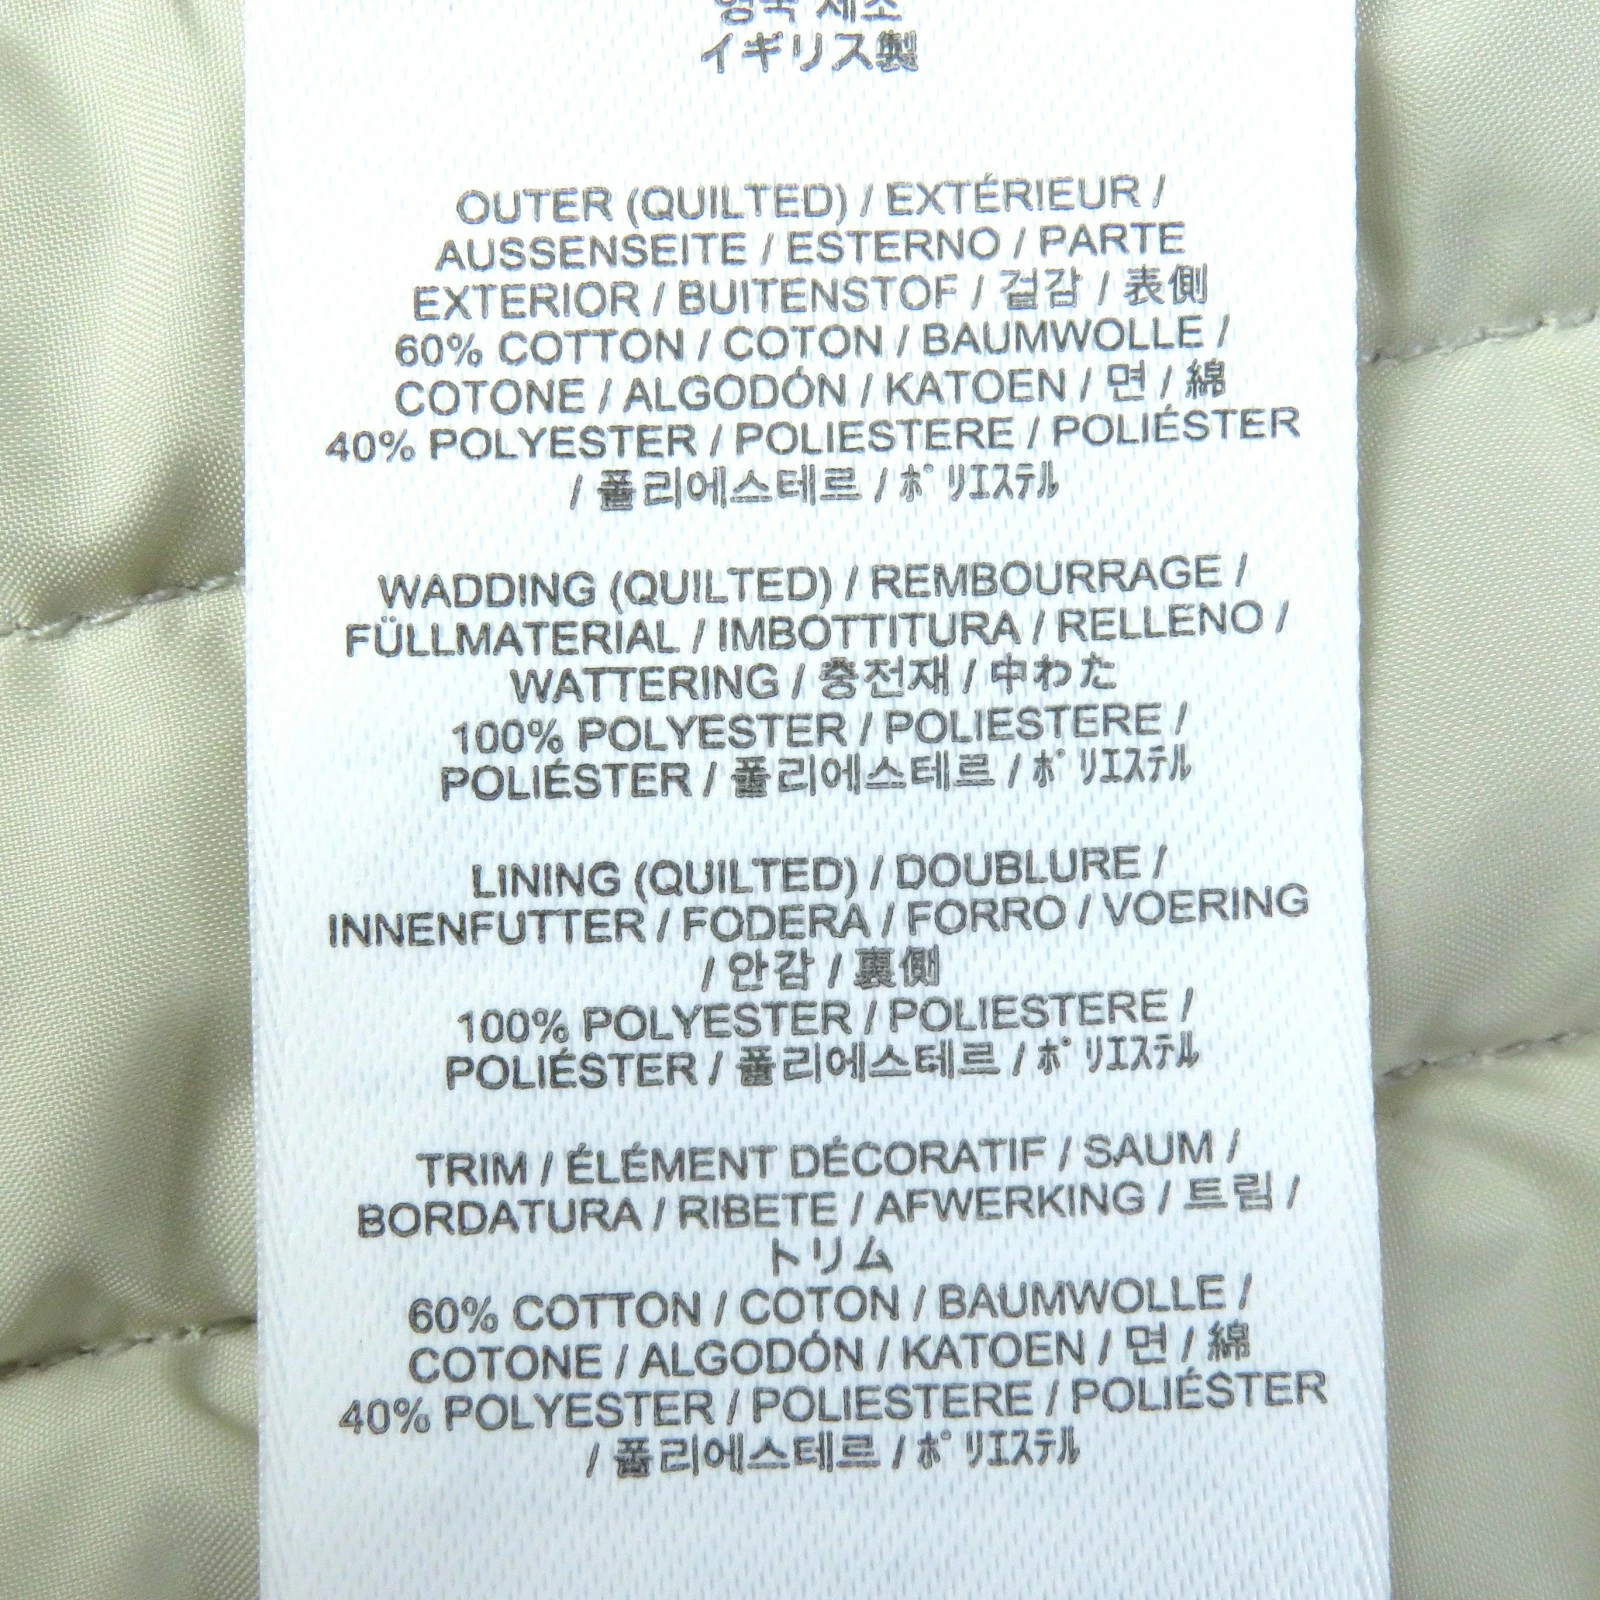 영국 제조
イギリス製
OUTER (QUILTED) / EXTÉRIEUR /
AUSSENSEITE / ESTERNO / PARTE
EXTERIOR / BUITENSTOF / 겉감 / 表側
60% COTTON / COTON / BAUMWOLLE /
COTONE / ALGODÓN / KATOEN / 면 / 綿
40% POLYESTER / POLIESTERE / POLIÉSTER
/ 폴리에스테르 / ﾎﾟﾘｴｽﾃﾙ
WADDING (QUILTED) / REMBOURRAGE /
FÜLLMATERIAL / IMBOTTITURA / RELLENO /
WATTERING / 충전재 / 中わた
100% POLYESTER / POLIESTERE /
POLIÉSTER / 폴리에스테르 / ﾎﾟﾘｴｽﾃﾙ
LINING (QUILTED) / DOUBLURE /
INNENFUTTER / FODERA / FORRO / VOERING
/ 안감 / 裏側
100% POLYESTER / POLIESTERE /
POLIÉSTER / 폴리에스테르 / ﾎﾟﾘｴｽﾃﾙ
TRIM / ÉLÉMENT DÉCORATIF / SAUM /
BORDATURA / RIBETE / AFWERKING / 트림 /
トリム
60% COTTON / COTON / BAUMWOLLE /
COTONE / ALGODÓN / KATOEN / 면 / 綿
40% POLYESTER / POLIESTERE / POLIÉSTER
/ 폴리에스테르 / ﾎﾟﾘｴｽﾃﾙ